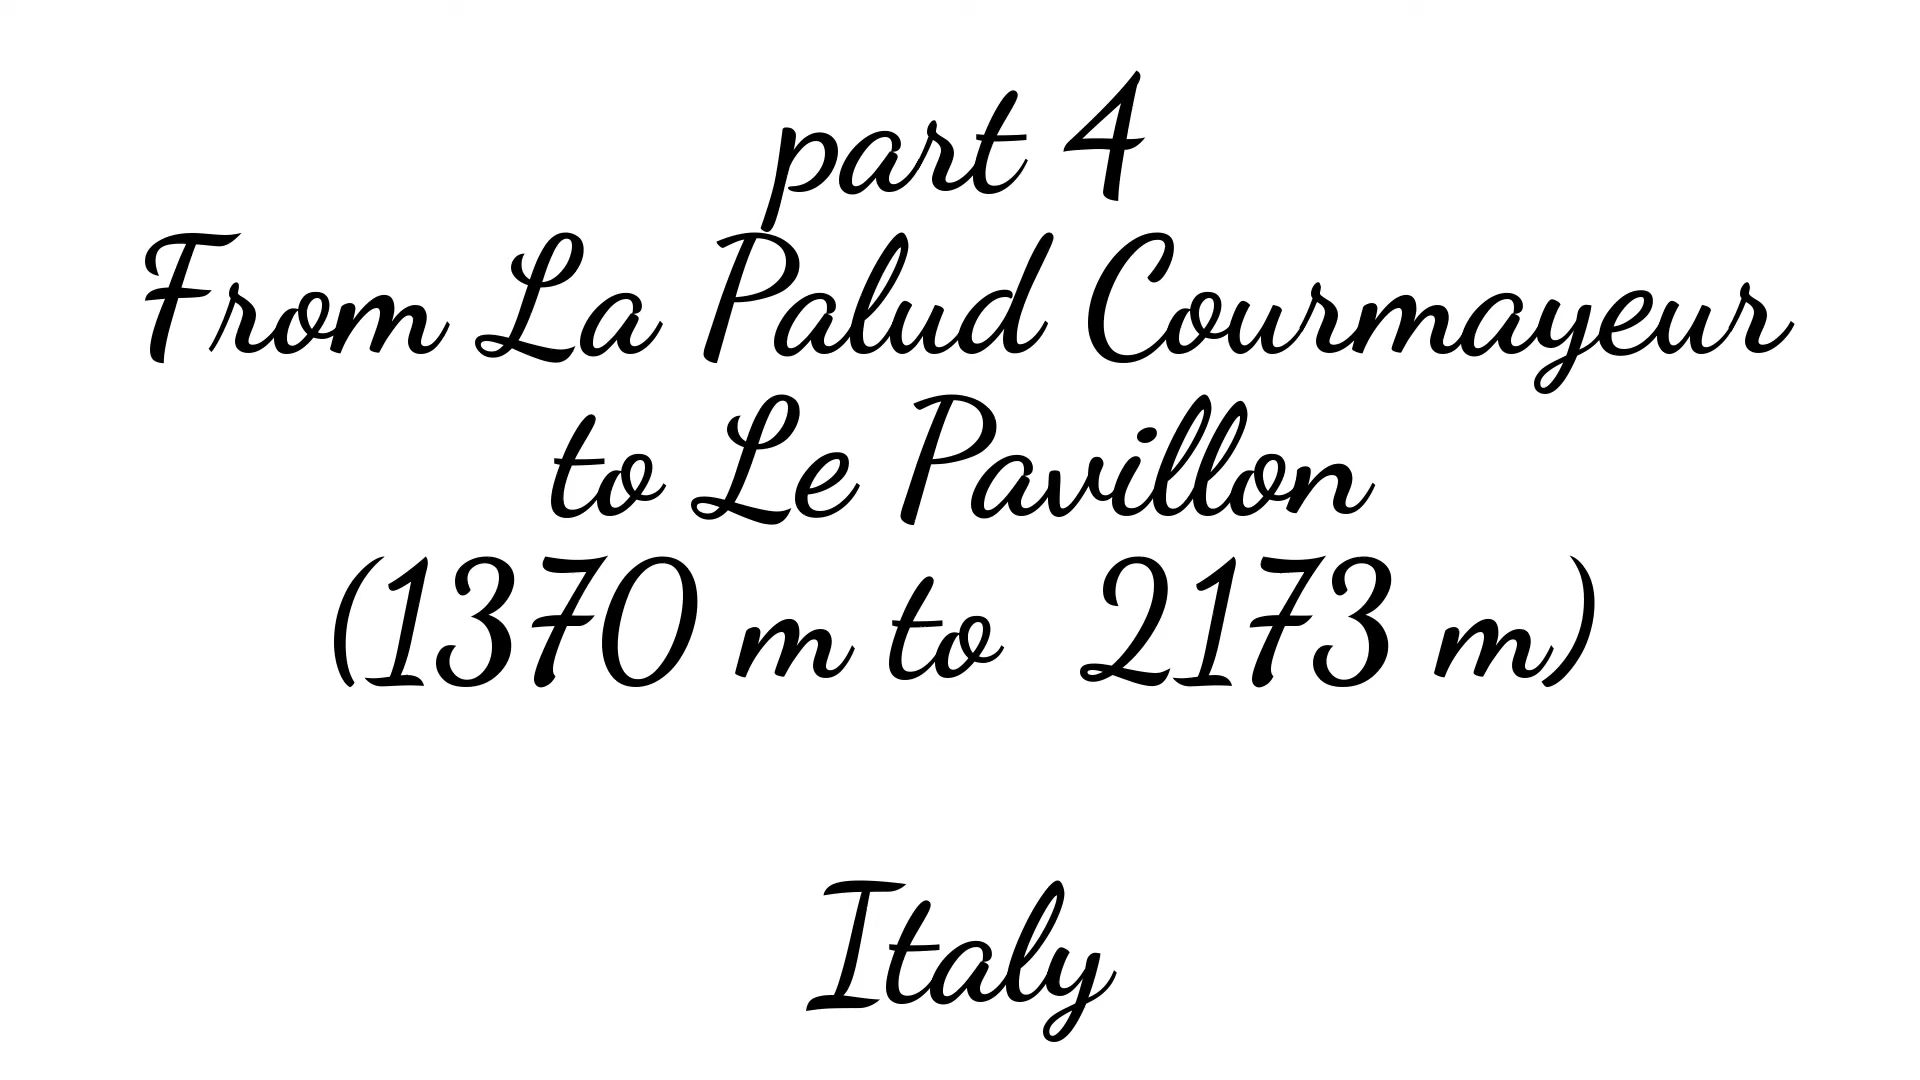 part 4
From La Palud Courmayeur
to Le Pavillon
(1370 m to  2173 m)
Italy